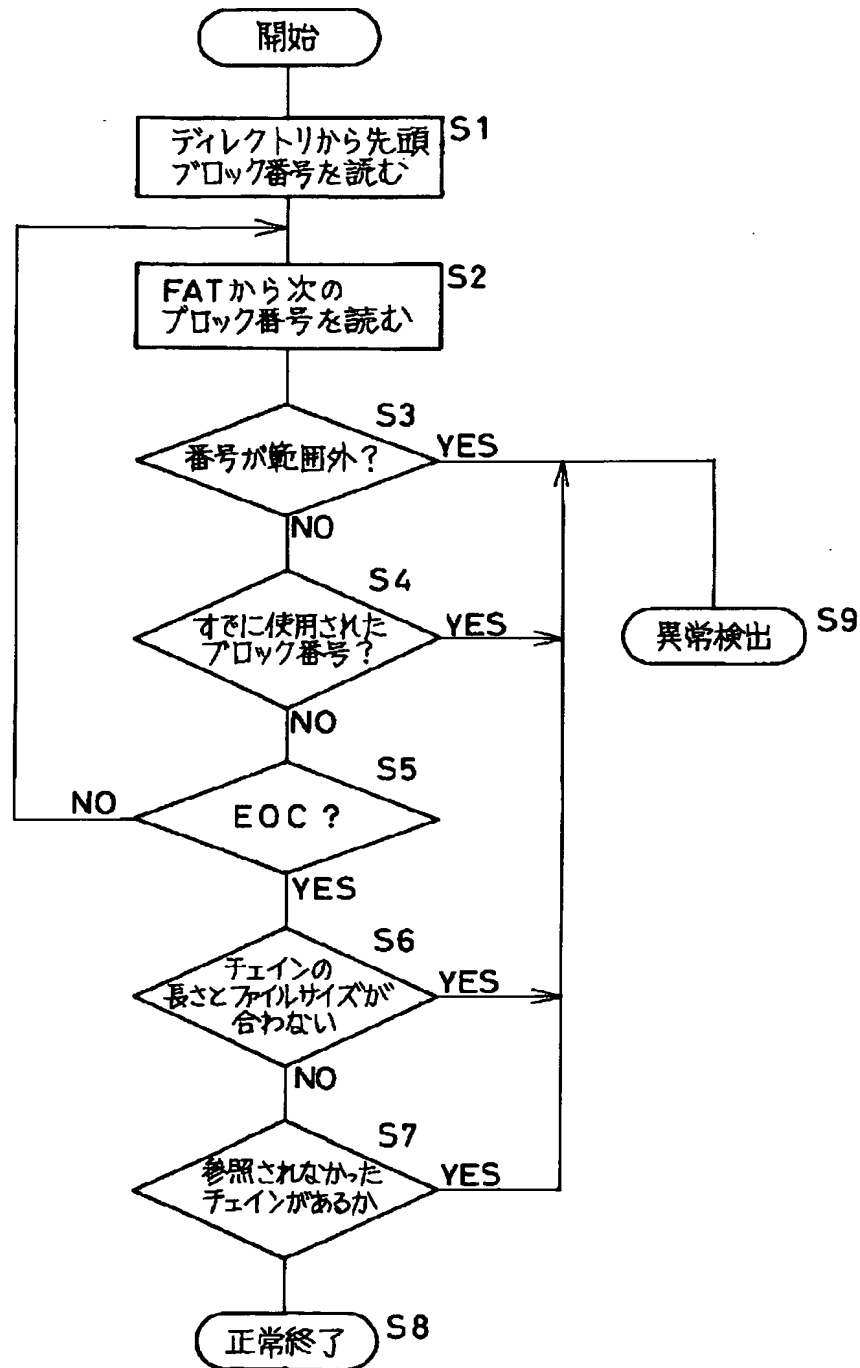 開始
ディレクトリから先頭
ブロック番号を読む
S1
FATから次の
ブロック番号を読む
S2
S3
番号が範囲外?
YES
NO
S4
すでに使用された
ブロック番号?
YES
NO
異常検出
S9
S5
EOC?
NO
YES
S6
チェインの
長さとファイルサイズが
合わない
YES
NO
S7
参照されなかった
チェインがあるか
YES
正常終了
S8